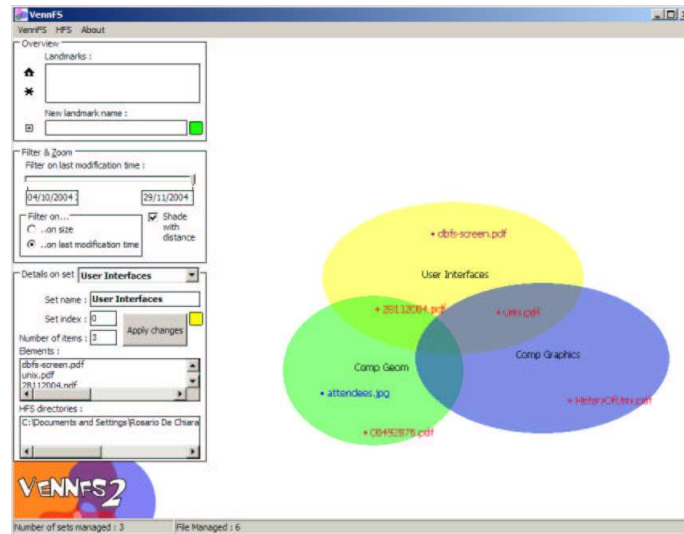 VennFS
VennFS HFS About
Overview
Landmarks :
New landmark name :
Filter & Zoom
Filter on last modification time :
04/10/2004
29/11/2004
Filter on...
..on size
..on last modification time
Shade
with
distance
Details on set User Interfaces
Set name : User Interfaces
Set index : 0
Number of items : 3
Apply changes
Elements :
dbfs-screen.pdf
unix.pdf
28112004.pdf
HFS directories :
C:\Documents and Settings\Rosario De Chiara
VENNFS2
Number of sets managed : 3
File Managed : 6
dbfs-screen.pdf
User Interfaces
unix.pdf
Comp Graphics
Comp Geom
attendees.jpg
HistoryOfUnix.pdf